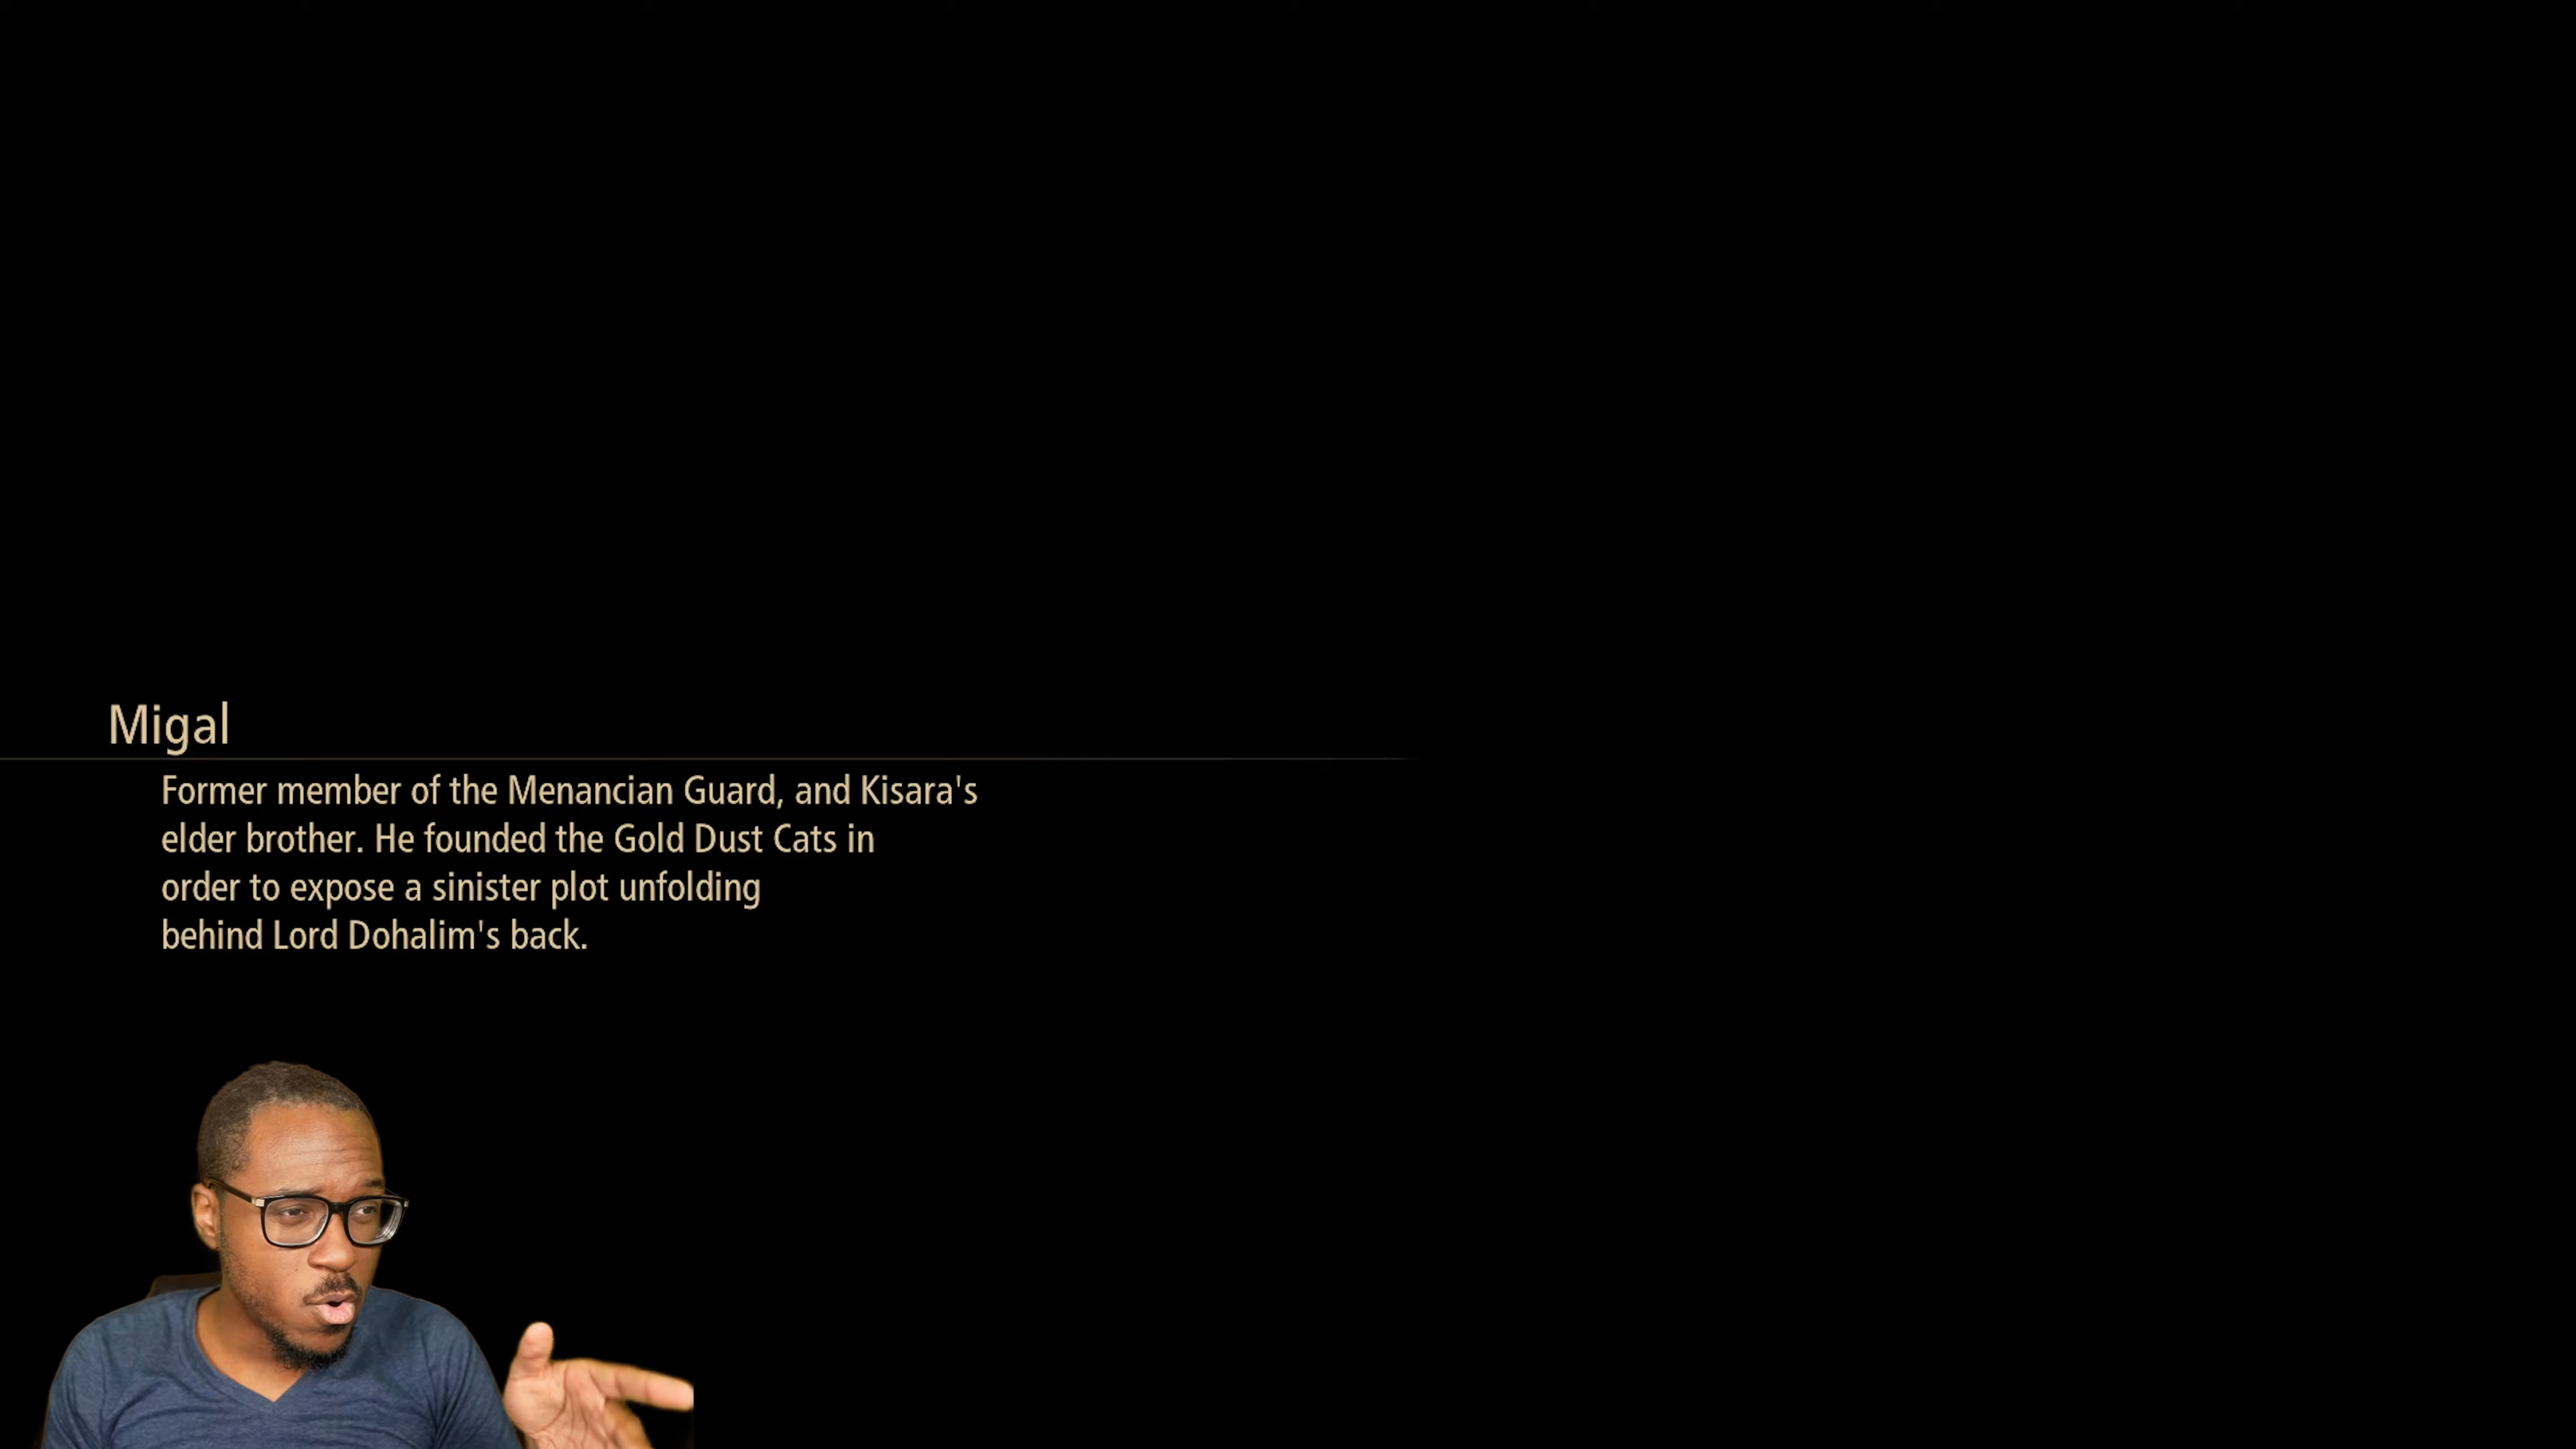 Migal
Former member of the Menancian Guard, and Kisara's
elder brother. He founded the Gold Dust Cats in
order to expose a sinister plot unfolding
behind Lord Dohalim's back.